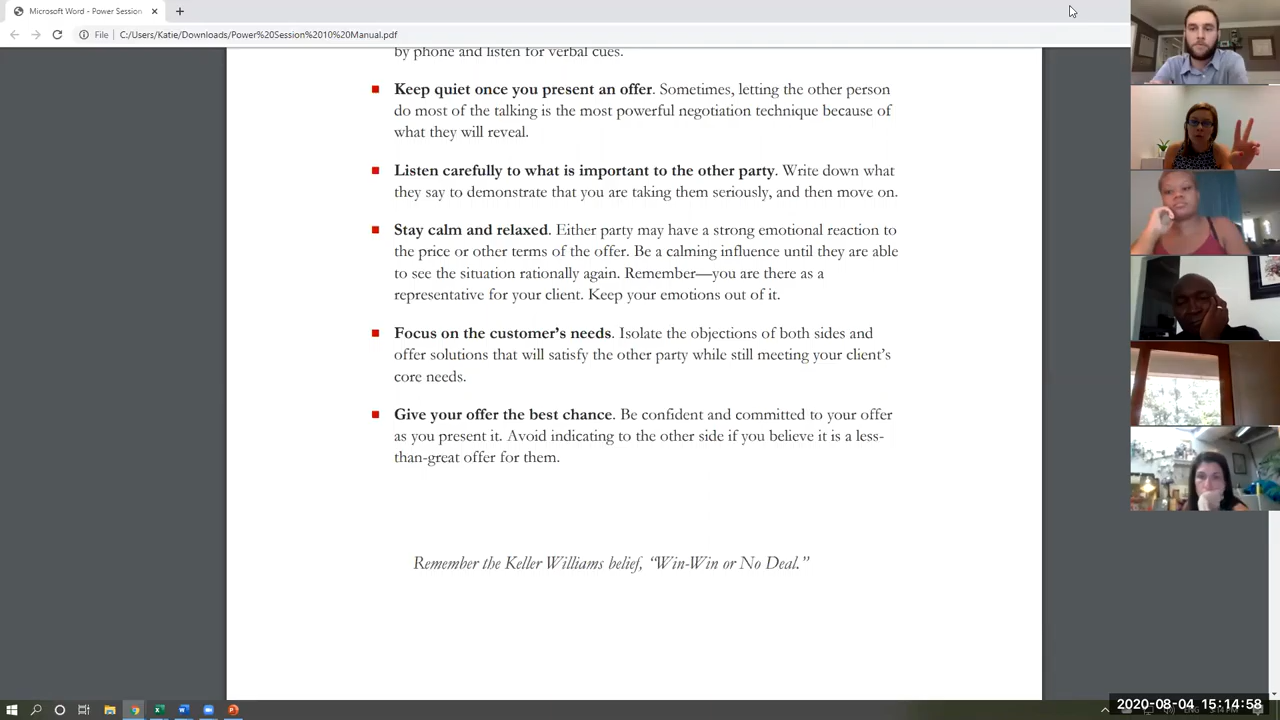 Microsoft Word - Power Session
File
C:/Users/Katie/Downloads/Power%20Session%2010%20Manual.pdf
by phone and listen for verbal cues.
Keep quiet once you present an offer. Sometimes, letting the other person
do most of the talking is the most powerful negotiation technique because of
what they will reveal.
Listen carefully to what is important to the other party. Write down what
they say to demonstrate that you are taking them seriously, and then move on.
Stay calm and relaxed. Either party may have a strong emotional reaction to
the price or other terms of the offer. Be a calming influence until they are able
to see the situation rationally again. Remember—you are there as a
representative for your client. Keep your emotions out of it.
Focus on the customer's needs. Isolate the objections of both sides and
offer solutions that will satisfy the other party while still meeting your client's
core needs.
Give your offer the best chance. Be confident and committed to your offer
as you present it. Avoid indicating to the other side if you believe it is a less-
than-great offer for them.
Remember the Keller Williams belief, “Win-Win or No Deal.”
2020-08-04 15:14:58